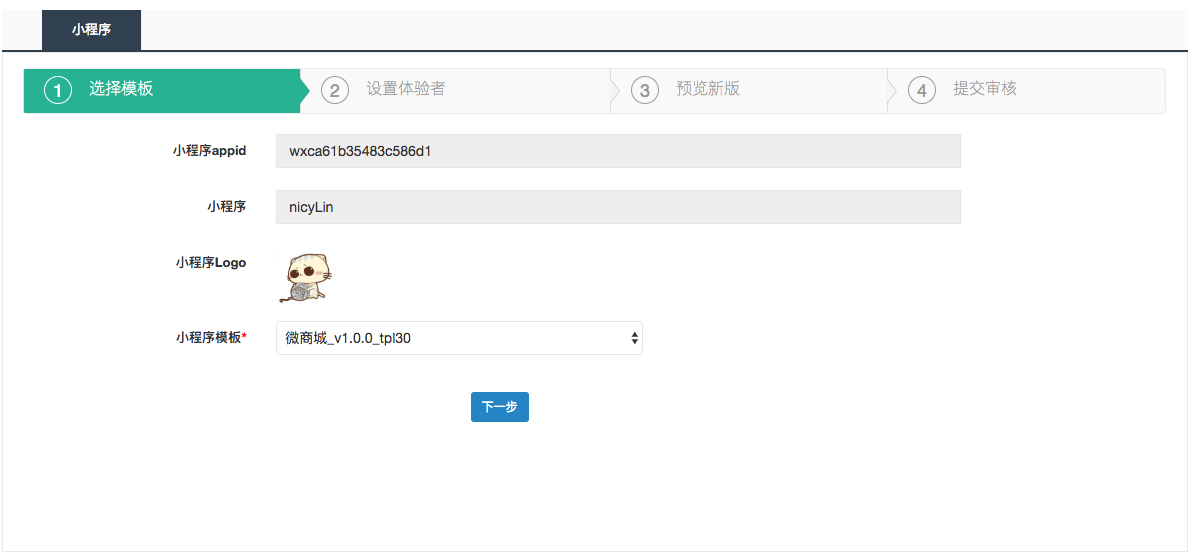 小程序
1 选择模板 2 设置体验者 3 预览新版 4 提交审核
小程序appid wxca61b35483c586d1
小程序 nicyLin
小程序Logo
小程序模板* 微商城_v1.0.0_tpl30
下一步